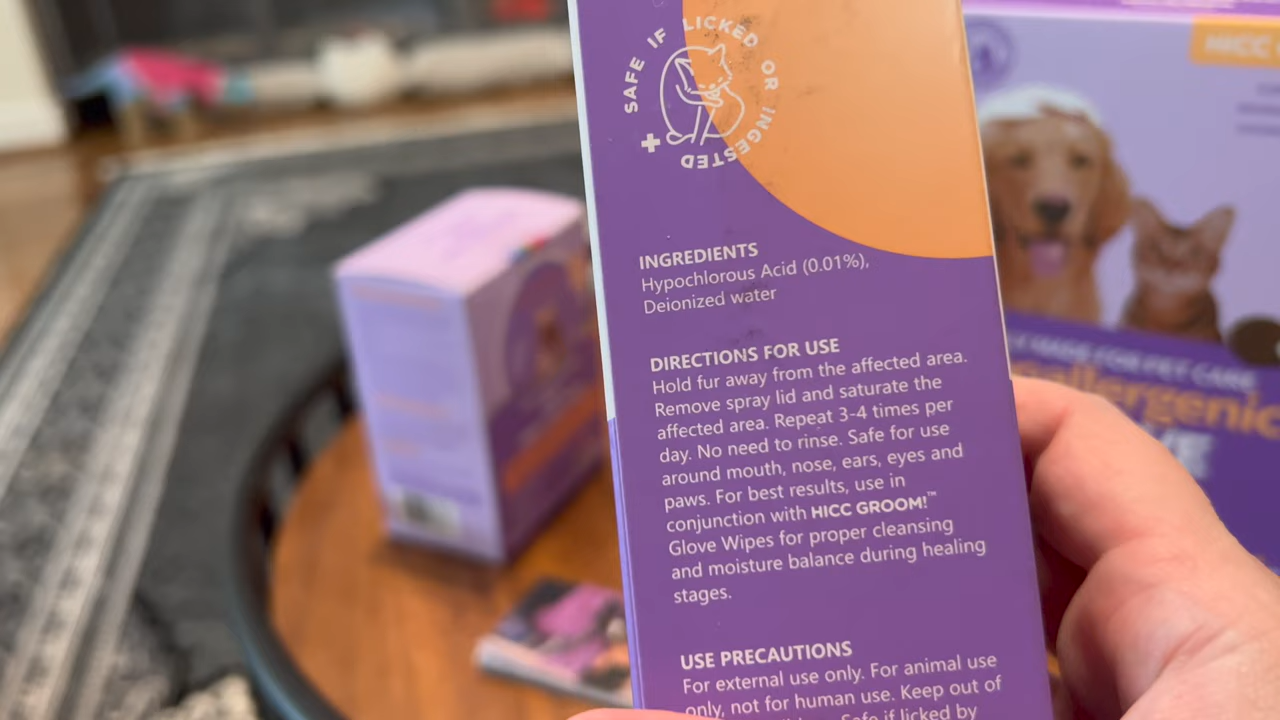 SAFE IF LICKED OR INGESTED
INGREDIENTS
Hypochlorous Acid (0.01%),
Deionized water
DIRECTIONS FOR USE
Hold fur away from the affected area.
Remove spray lid and saturate the
affected area. Repeat 3-4 times per
day. No need to rinse. Safe for use
around mouth, nose, ears, eyes and
paws. For best results, use in
conjunction with HICC GROOM!™
Glove Wipes for proper cleansing
and moisture balance during healing
stages.
USE PRECAUTIONS
For external use only. For animal use
only, not for human use. Keep out of
Safe if licked by
HICC
MADE FOR PET CARE